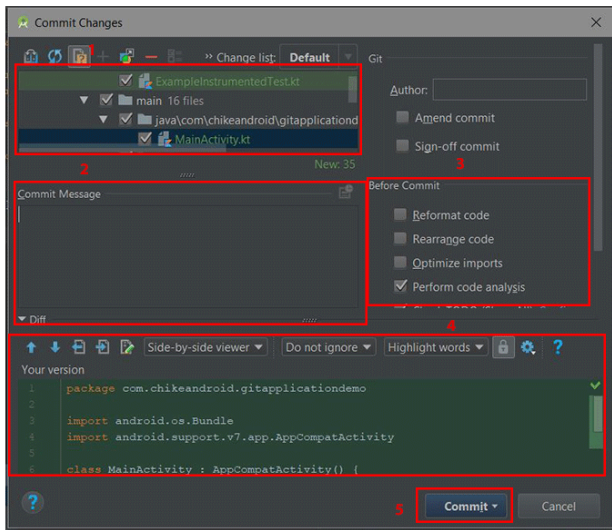 Commit Changes
1
» Change list: Default
Git
ExampleInstrumentedTest.kt
main 16 files
java\com\chikeandroid\gitapplicationd
MainActivity.kt
New: 35
Author:
Amend commit
Sign-off commit
2
3
Commit Message
Before Commit
Reformat code
Rearrange code
Optimize imports
Perform code analysis
Diff
4
Side-by-side viewer
Do not ignore
Highlight words
?
Your version
1 package com.chikeandroid.gitapplicationdemo
2
3 import android.os.Bundle
4 import android.support.v7.app.AppCompatActivity
5
6 class MainActivity : AppCompatActivity() {
?
5
Commit
Cancel